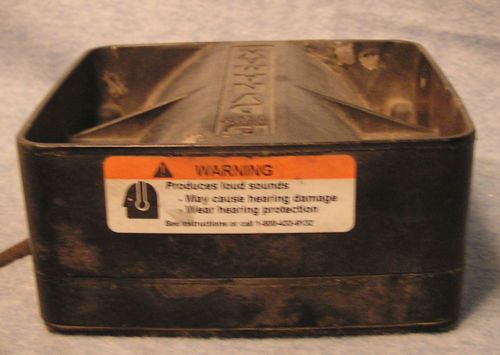 WARNING
Produces loud sounds
- May cause hearing damage
- Wear hearing protection
See instructions or call